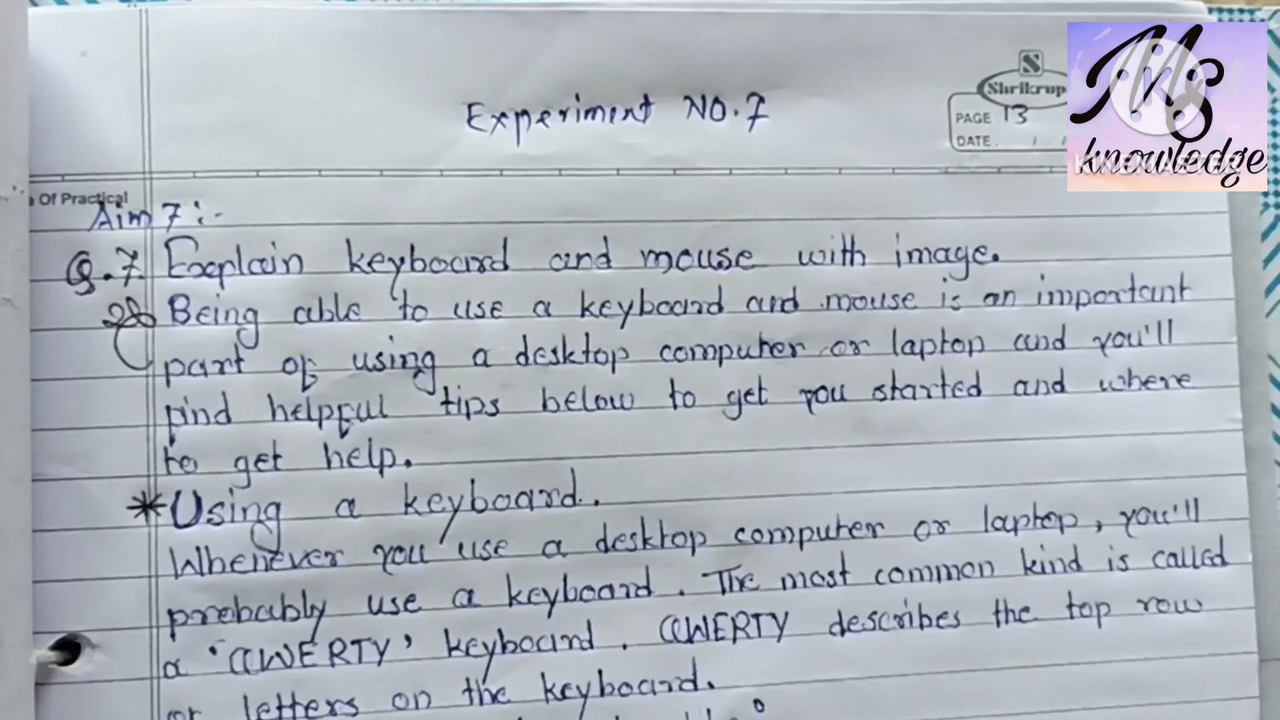 Experiment No.7
Shrikrup
PAGE 13
DATE. / /
MS
knowledge
Of Practical
Aim 7 :-
Q.7 Explain keyboard and mouse with image.
Being able to use a keyboard and mouse is an important
part of using a desktop computer or laptop and you'll
find helpful tips below to get you started and where
to get help.
* Using a keyboard.
Whenever you use a desktop computer or laptop, you'll
probably use a keyboard. The most common kind is called
a 'QWERTY' keyboard. QWERTY describes the top row
of letters on the keyboard.